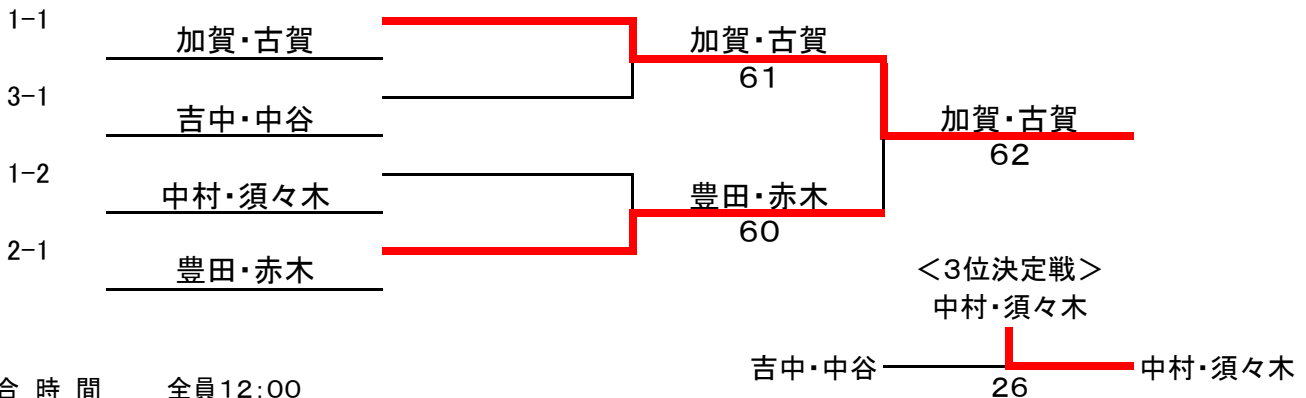 1-1
加賀・古賀
加賀・古賀
61
3-1
吉中・中谷
加賀・古賀
62
1-2
中村・須々木
豊田・赤木
60
2-1
豊田・赤木
＜3位決定戦＞
中村・須々木
吉中・中谷
中村・須々木
26
合 時 間 全員12:00